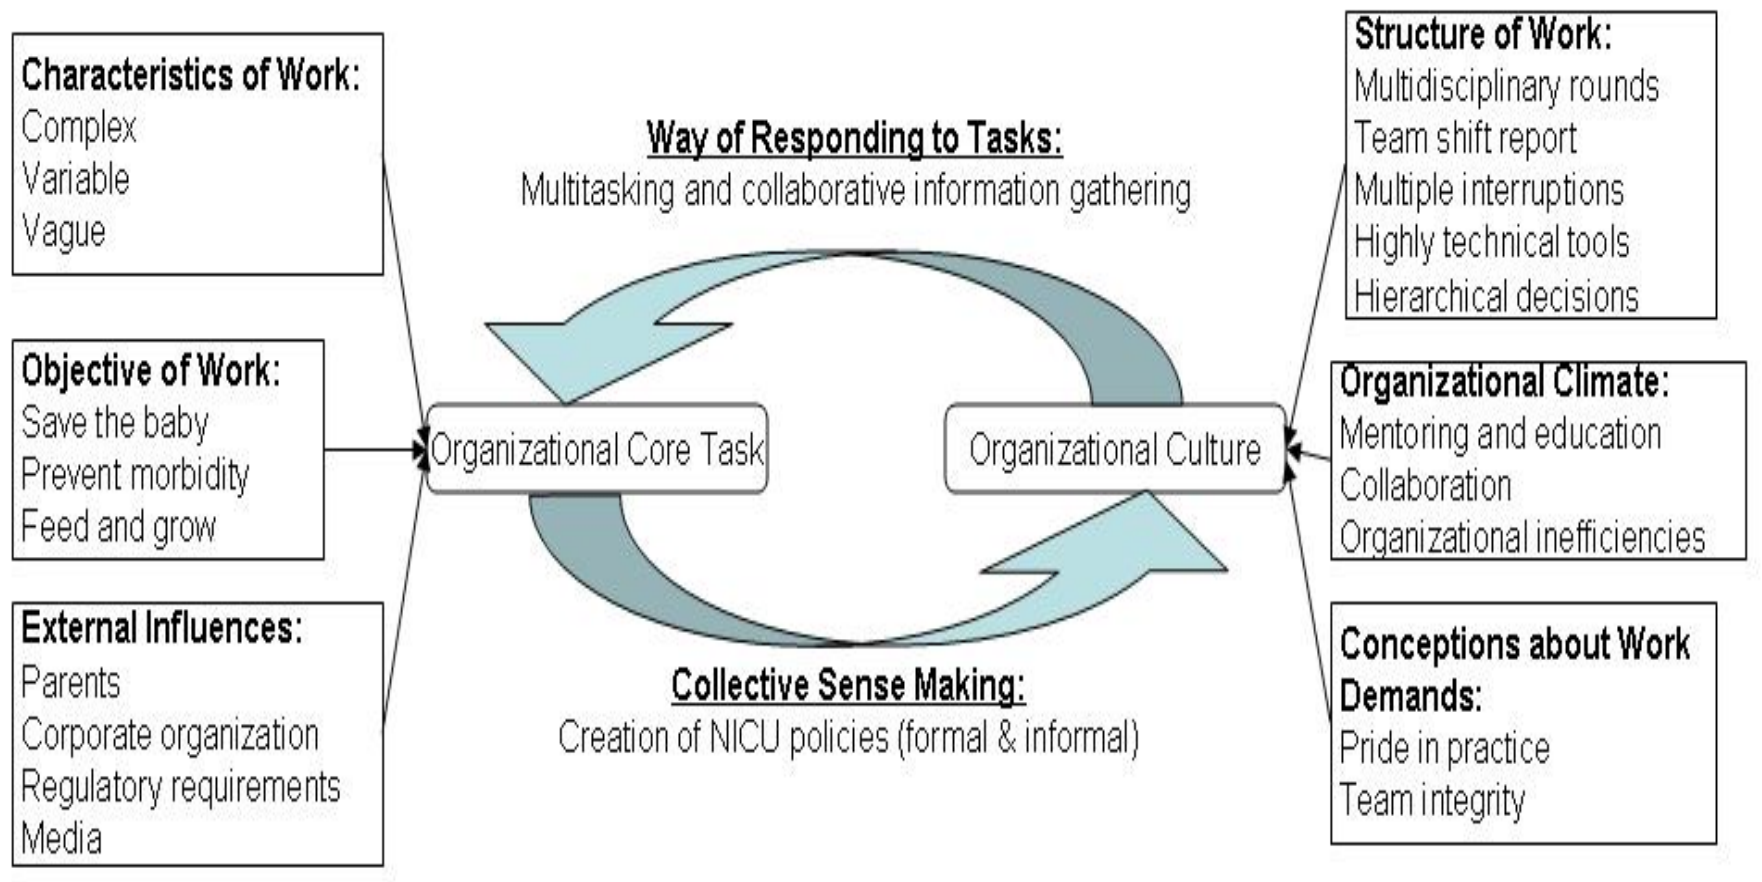 Characteristics of Work:
Complex
Variable
Vague
Objective of Work:
Save the baby
Prevent morbidity
Feed and grow
External Influences:
Parents
Corporate organization
Regulatory requirements
Media
Way of Responding to Tasks:
Multitasking and collaborative information gathering
Organizational Core Task
Organizational Culture
Collective Sense Making:
Creation of NICU policies (formal & informal)
Structure of Work:
Multidisciplinary rounds
Team shift report
Multiple interruptions
Highly technical tools
Hierarchical decisions
Organizational Climate:
Mentoring and education
Collaboration
Organizational inefficiencies
Conceptions about Work
Demands:
Pride in practice
Team integrity